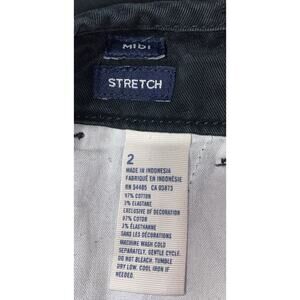 MIDI
STRETCH
2
MADE IN INDONESIA
FABRIQUÉ EN INDONÉSIE
RN 54485 CA 03873
97% COTTON
3% ELASTANE
EXCLUSIVE OF DECORATION
97% COTON
3% ÉLASTHANNE
SANS LES DÉCORATIONS
MACHINE WASH COLD
SEPARATELY, GENTLE CYCLE.
DO NOT BLEACH. TUMBLE
DRY LOW. COOL IRON IF
NEEDED.